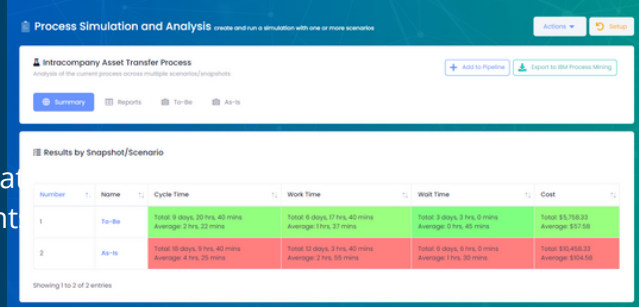 Process Simulation and Analysis create and run a simulation with one or more scenarios
Actions
Setup
Intracompany Asset Transfer Process
Analysis of the current process across multiple scenarios/snapshots
Add to Pipeline
Export to IBM Process Mining
Summary Reports To-Be As-Is
at
nt
Results by Snapshot/Scenario
Number Name Cycle Time Work Time Wait Time Cost
1 To-Be Total: 9 days, 20 hrs, 40 mins Total: 6 days, 17 hrs, 40 mins Total: 3 days, 3 hrs, 0 mins Total: $5,758.33
Average: 2 hrs, 22 mins Average: 1 hrs, 37 mins Average: 0 hrs, 45 mins Average: $57.58
2 As-Is Total: 18 days, 9 hrs, 40 mins Total: 12 days, 3 hrs, 40 mins Total: 6 days, 6 hrs, 0 mins Total: $10,458.33
Average: 4 hrs, 25 mins Average: 2 hrs, 55 mins Average: 1 hrs, 30 mins Average: $104.58
Showing 1 to 2 of 2 entries